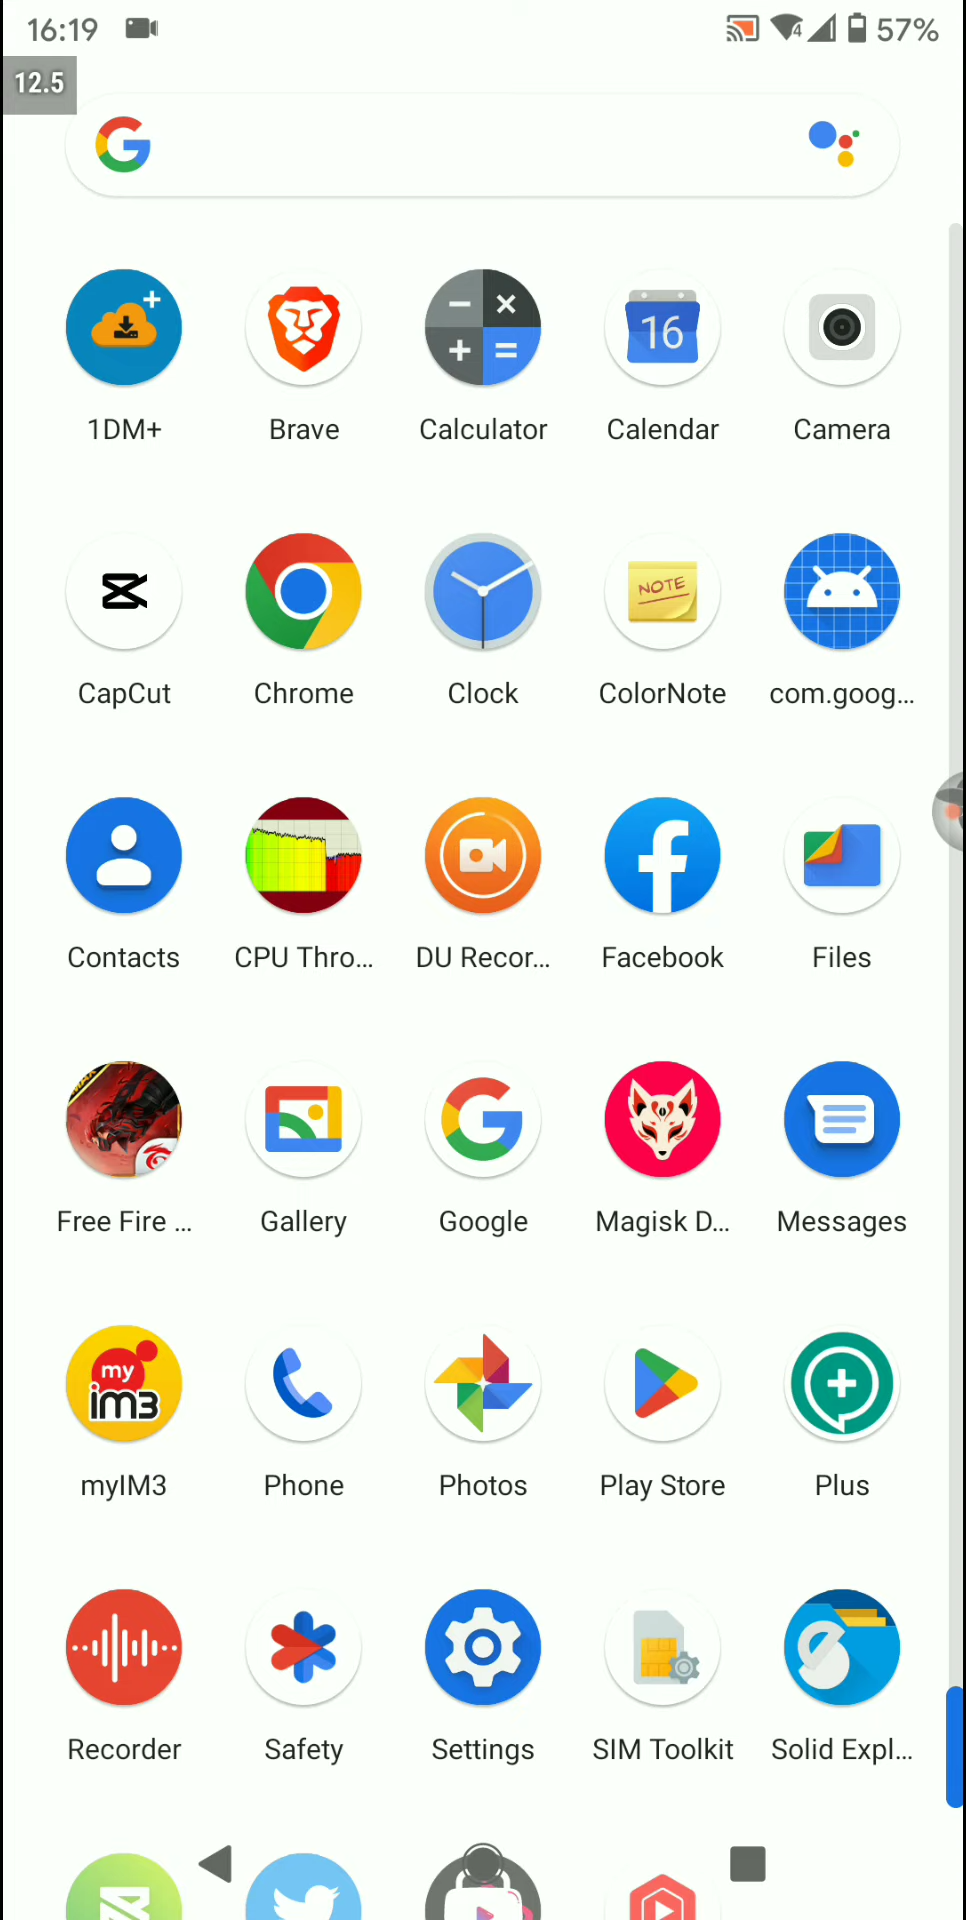 16:19 4 57%
12.5
1DM+ Brave Calculator Calendar Camera
16
NOTE
CapCut Chrome Clock ColorNote com.goog...
Contacts CPU Thro... DU Recor... Facebook Files
MAX
Free Fire ... Gallery Google Magisk D... Messages
my
im3
myIM3 Phone Photos Play Store Plus
Recorder Safety Settings SIM Toolkit Solid Expl...